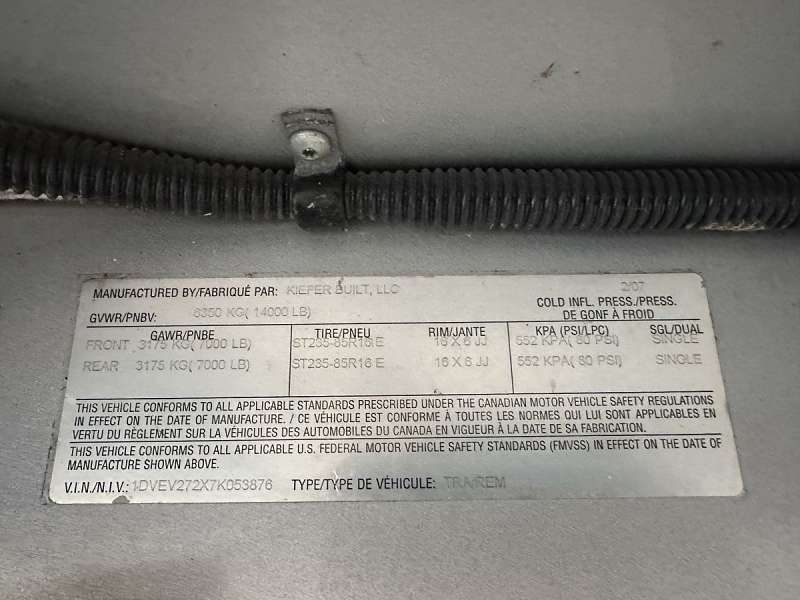 MANUFACTURED BY/FABRIQUÉ PAR: KIEFER BUILT, LLC 2/07
GVWR/PNBV: 6350 KG( 14000 LB) COLD INFL. PRESS./PRESS. DE GONF À FROID
GAWR/PNBE TIRE/PNEU RIM/JANTE KPA (PSI/LPC) SGL/DUAL
FRONT 3175 KG( 7000 LB) ST235-85R16 E 16 X 6 JJ 552 KPA( 80 PSI) SINGLE
REAR 3175 KG( 7000 LB) ST235-85R16 E 16 X 6 JJ 552 KPA( 80 PSI) SINGLE
THIS VEHICLE CONFORMS TO ALL APPLICABLE STANDARDS PRESCRIBED UNDER THE CANADIAN MOTOR VEHICLE SAFETY REGULATIONS
IN EFFECT ON THE DATE OF MANUFACTURE. / CE VÉHICULE EST CONFORME À TOUTES LES NORMES QUI LUI SONT APPLICABLES EN
VERTU DU RÈGLEMENT SUR LA SÉCURITÉ DES VÉHICULES DES AUTOMOBILES DU CANADA EN VIGUEUR À LA DATE DE SA FABRICATION.
THIS VEHICLE CONFORMS TO ALL APPLICABLE U.S. FEDERAL MOTOR VEHICLE SAFETY STANDARDS (FMVSS) IN EFFECT ON THE DATE OF
MANUFACTURE SHOWN ABOVE.
V.I.N./N.I.V.: 1DVEV272X7K053876 TYPE/TYPE DE VÉHICULE: TRA/REM